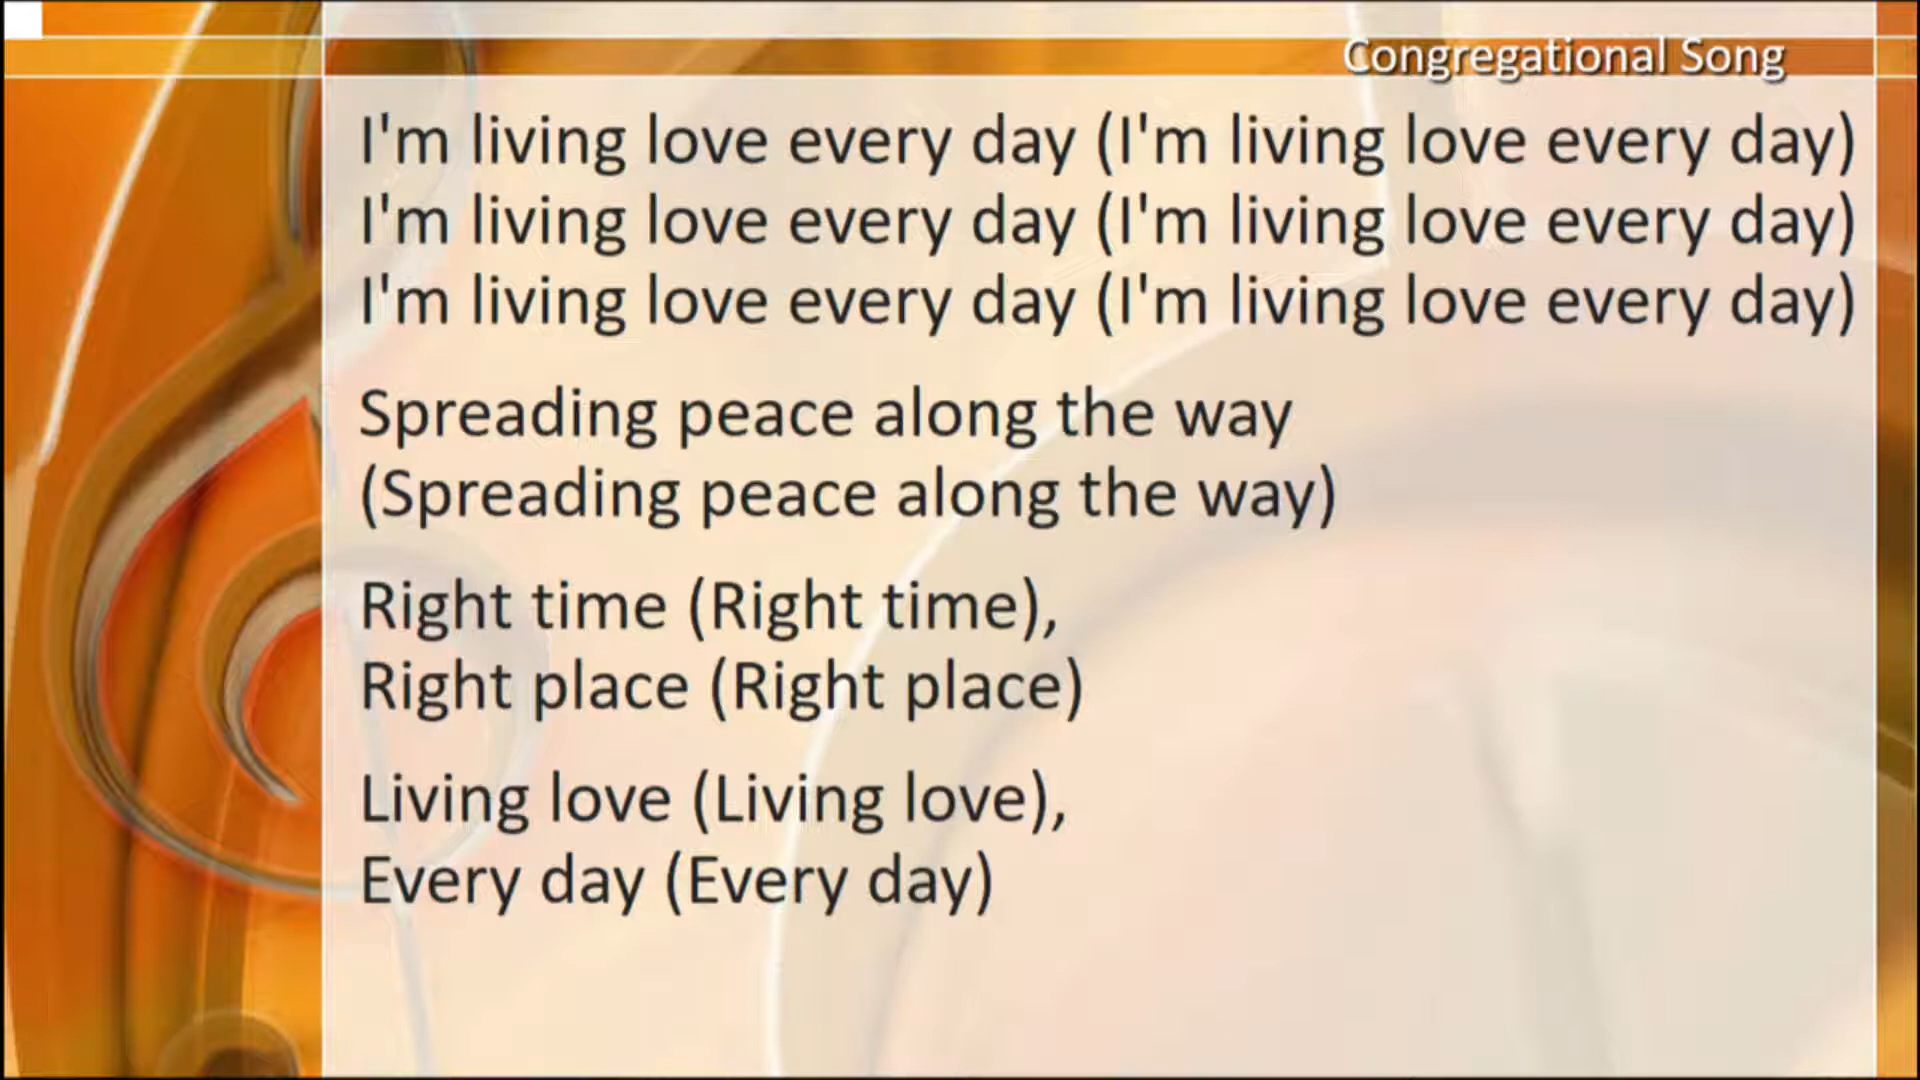 Congregational Song
I'm living love every day (I'm living love every day)
I'm living love every day (I'm living love every day)
I'm living love every day (I'm living love every day)
Spreading peace along the way
(Spreading peace along the way)
Right time (Right time),
Right place (Right place)
Living love (Living love),
Every day (Every day)